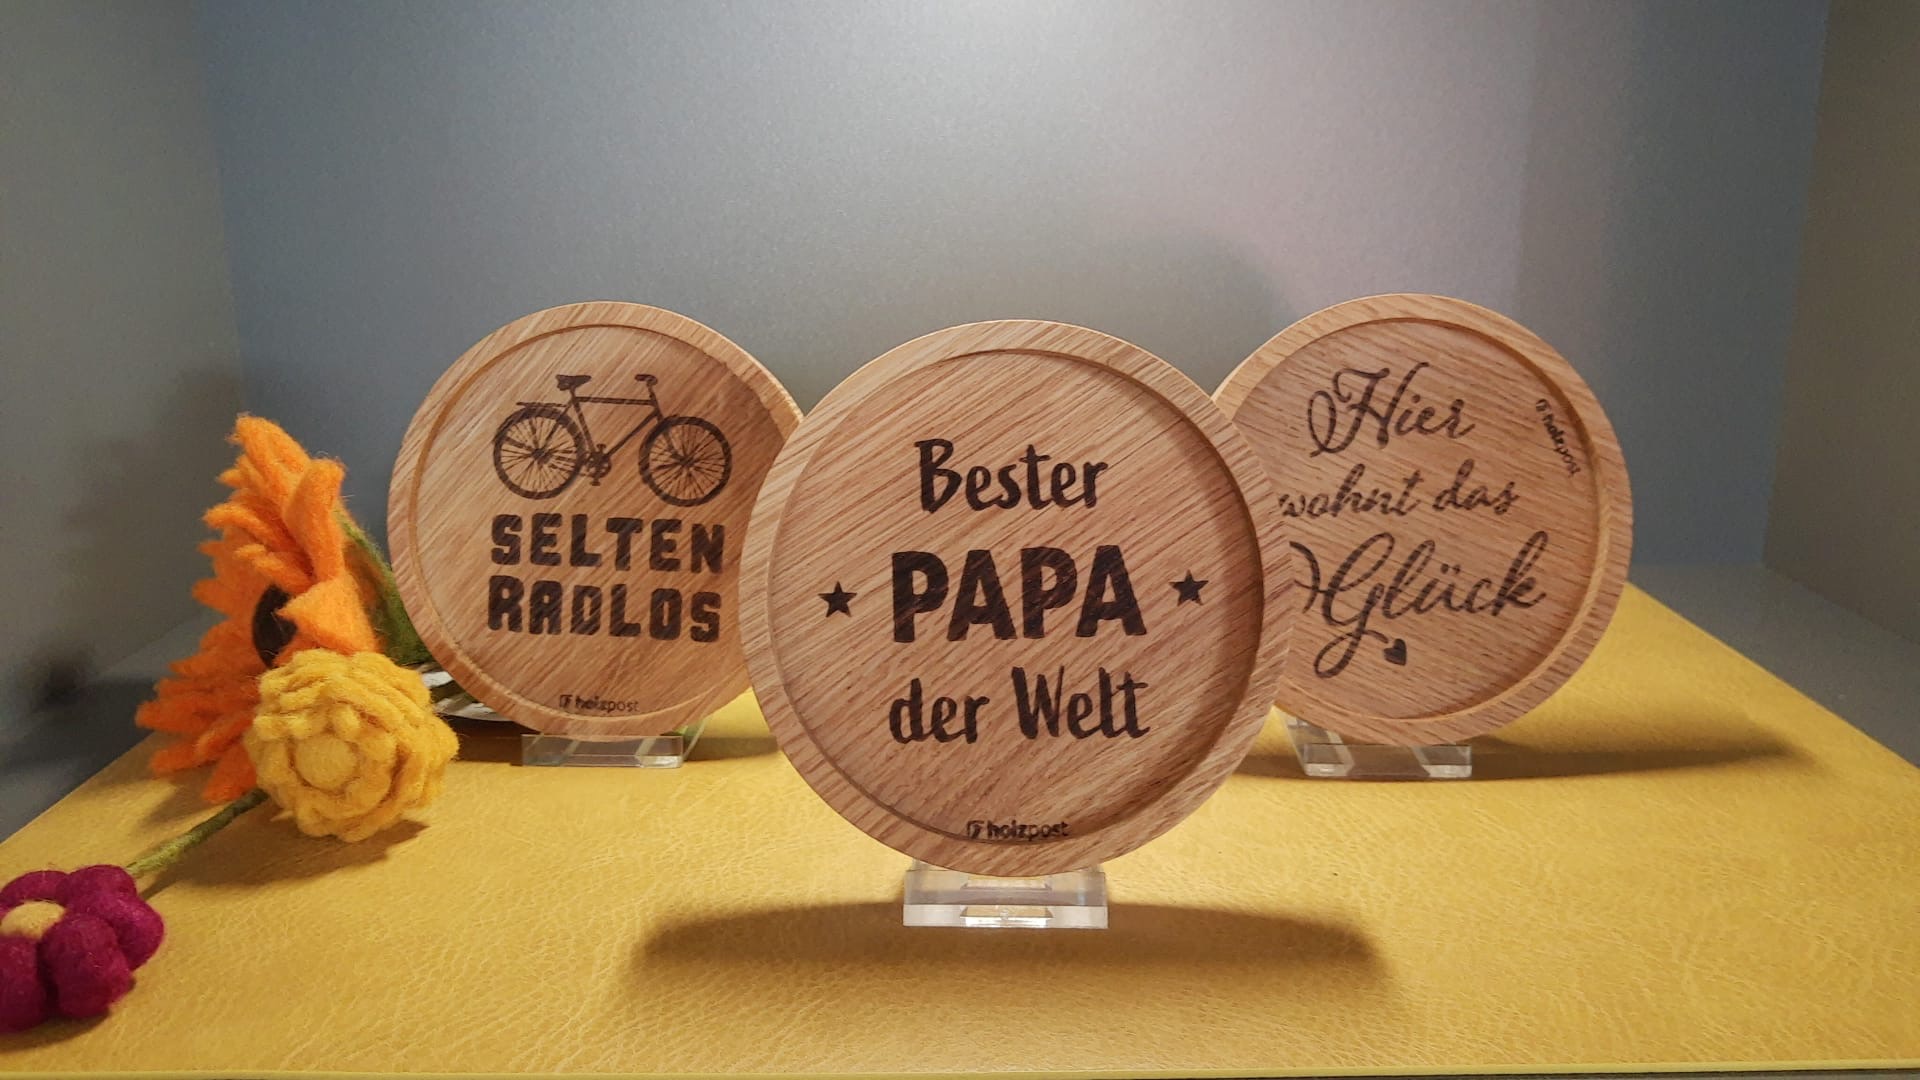 SELTEN
RADLOS
holzpost
Bester
PAPA
der Welt
holzpost
Hier
wohnt das
Glück
holzpost